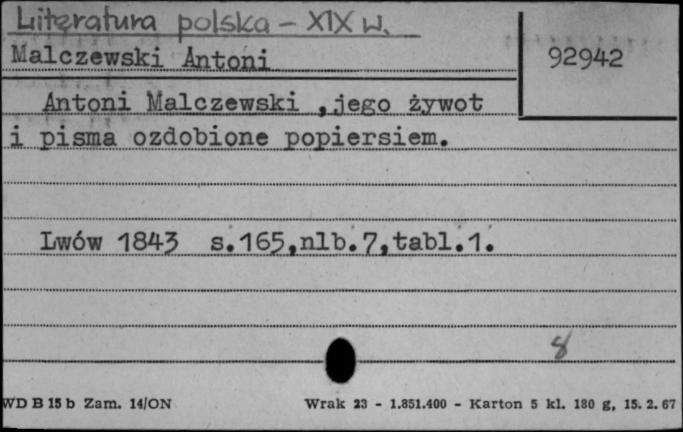 Literatura polska - XIX w.
Malczewski Antoni
92942
Antoni Malczewski ,jego żywot
i pisma ozdobione popiersiem.
Lwów 1843 s.165,nlb.7,tabl.1.
8
WD B 15 b Zam. 14/ON
Wrak 23 - 1.851.400 - Karton 5 kl. 180 g, 15. 2. 67